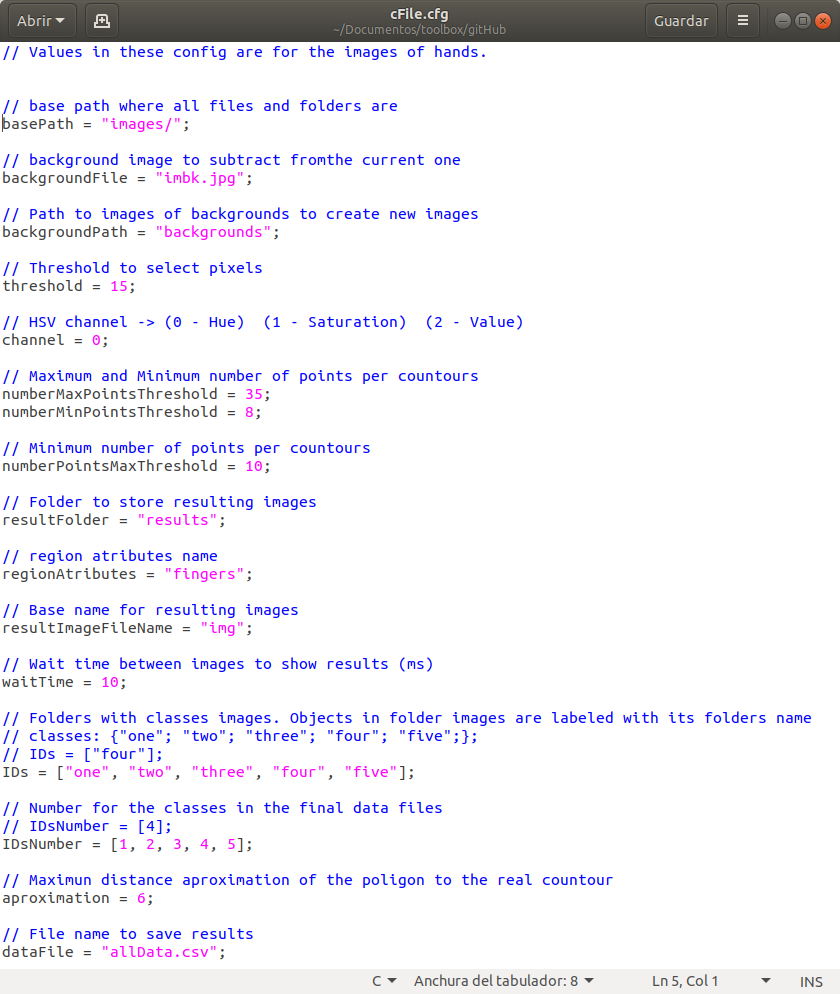 Abrir
cFile.cfg
~/Documentos/toolbox/gitHub
Guardar
// Values in these config are for the images of hands.
// base path where all files and folders are
basePath = "images/";
// background image to subtract fromthe current one
backgroundFile = "imbk.jpg";
// Path to images of backgrounds to create new images
backgroundPath = "backgrounds";
// Threshold to select pixels
threshold = 15;
// HSV channel -> (0 - Hue)  (1 - Saturation)  (2 - Value)
channel = 0;
// Maximum and Minimum number of points per countours
numberMaxPointsThreshold = 35;
numberMinPointsThreshold = 8;
// Minimum number of points per countours
numberPointsMaxThreshold = 10;
// Folder to store resulting images
resultFolder = "results";
// region atributes name
regionAtributes = "fingers";
// Base name for resulting images
resultImageFileName = "img";
// Wait time between images to show results (ms)
waitTime = 10;
// Folders with classes images. Objects in folder images are labeled with its folders name
// classes: {"one"; "two"; "three"; "four"; "five";};
// IDs = ["four"];
IDs = ["one", "two", "three", "four", "five"];
// Number for the classes in the final data files
// IDsNumber = [4];
IDsNumber = [1, 2, 3, 4, 5];
// Maximun distance aproximation of the poligon to the real countour
aproximation = 6;
// File name to save results
dataFile = "allData.csv";
C
Anchura del tabulador: 8
Ln 5, Col 1
INS